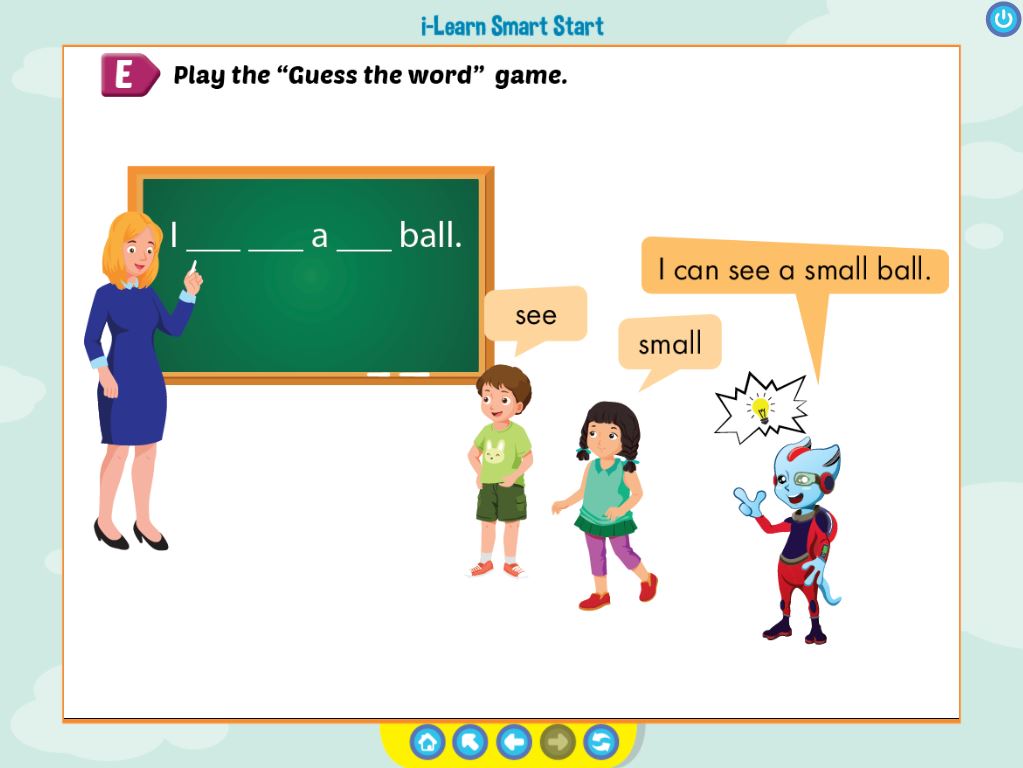 i-Learn Smart Start
E Play the “Guess the word” game.
I ___ ___ a ___ ball.
see
small
I can see a small ball.